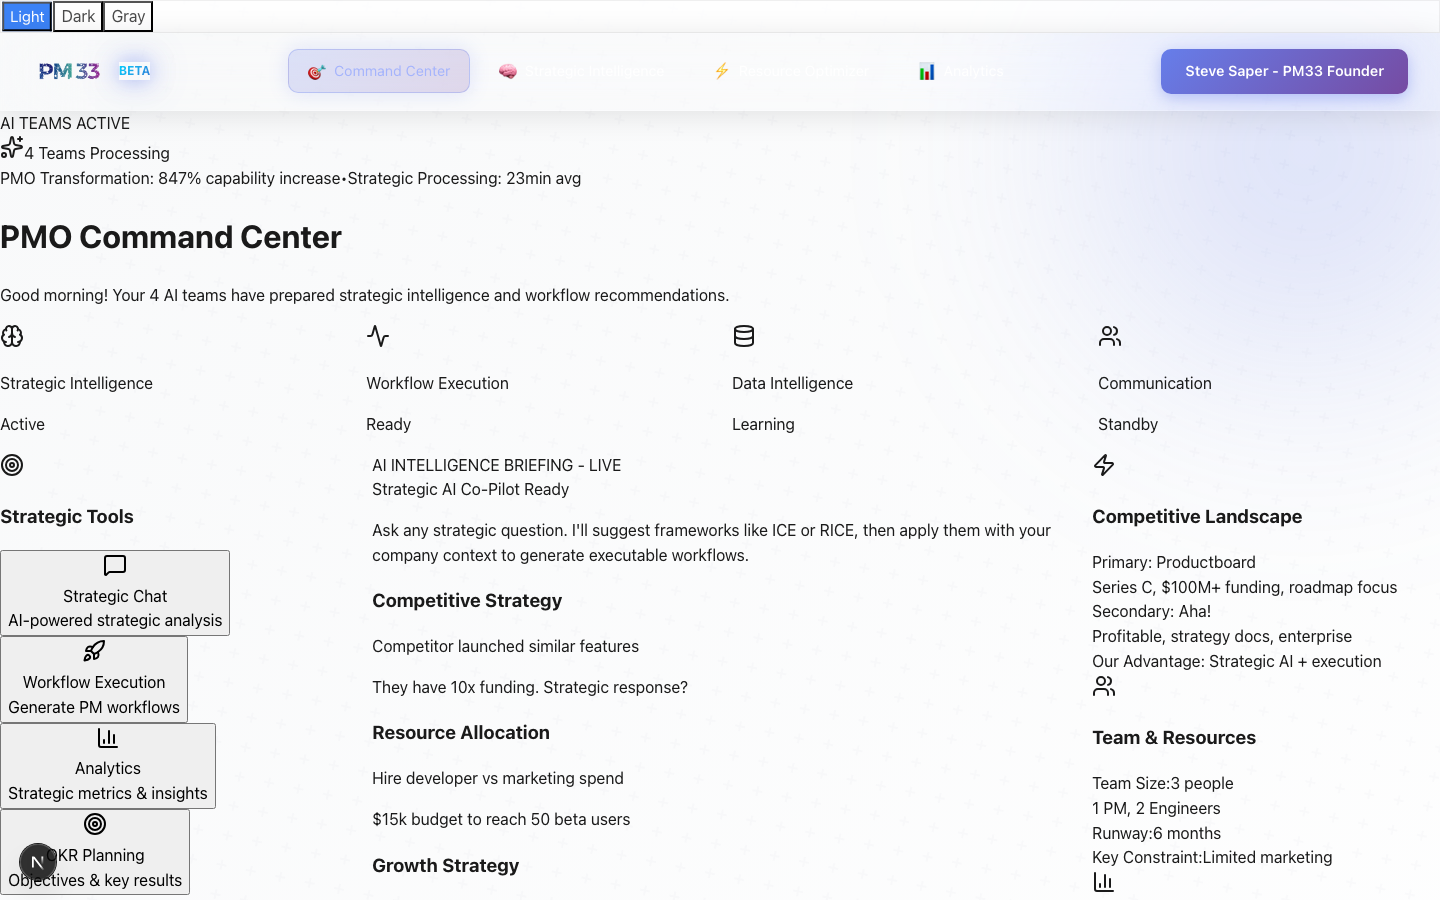 Light Dark Gray
PM33 BETA
Command Center
Strategic Intelligence
Analytics
Steve Saper - PM33 Founder
AI TEAMS ACTIVE
4 Teams Processing
PMO Transformation: 847% capability increase•Strategic Processing: 23min avg
PMO Command Center
Good morning! Your 4 AI teams have prepared strategic intelligence and workflow recommendations.
Strategic Intelligence
Active
Workflow Execution
Ready
Data Intelligence
Learning
Communication
Standby
Strategic Tools
Strategic Chat
AI-powered strategic analysis
Workflow Execution
Generate PM workflows
Analytics
Strategic metrics & insights
OKR Planning
Objectives & key results
N
AI INTELLIGENCE BRIEFING - LIVE
Strategic AI Co-Pilot Ready
Ask any strategic question. I'll suggest frameworks like ICE or RICE, then apply them with your
company context to generate executable workflows.
Competitive Strategy
Competitor launched similar features
They have 10x funding. Strategic response?
Resource Allocation
Hire developer vs marketing spend
$15k budget to reach 50 beta users
Growth Strategy
Competitive Landscape
Primary: Productboard
Series C, $100M+ funding, roadmap focus
Secondary: Aha!
Profitable, strategy docs, enterprise
Our Advantage: Strategic AI + execution
Team & Resources
Team Size:3 people
1 PM, 2 Engineers
Runway:6 months
Key Constraint:Limited marketing